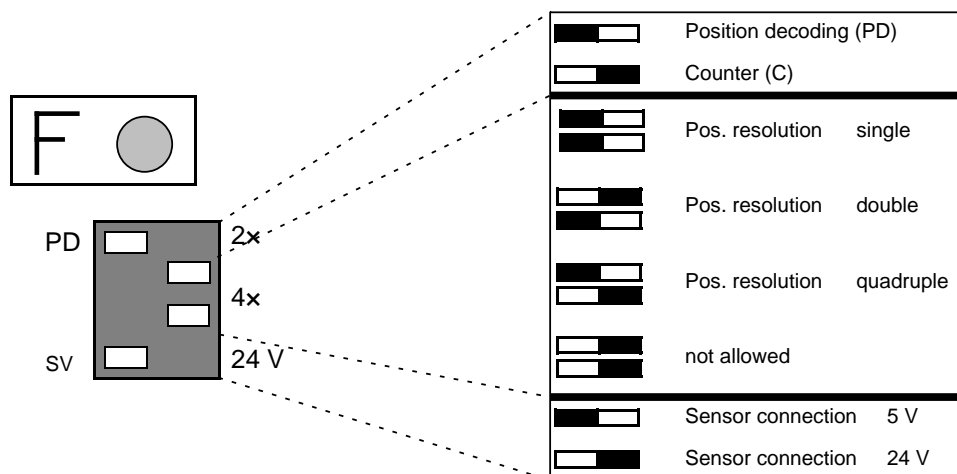 F
PD
2×
4×
SV
24 V
Position decoding (PD)
Counter (C)
Pos. resolution single
Pos. resolution double
Pos. resolution quadruple
not allowed
Sensor connection 5 V
Sensor connection 24 V